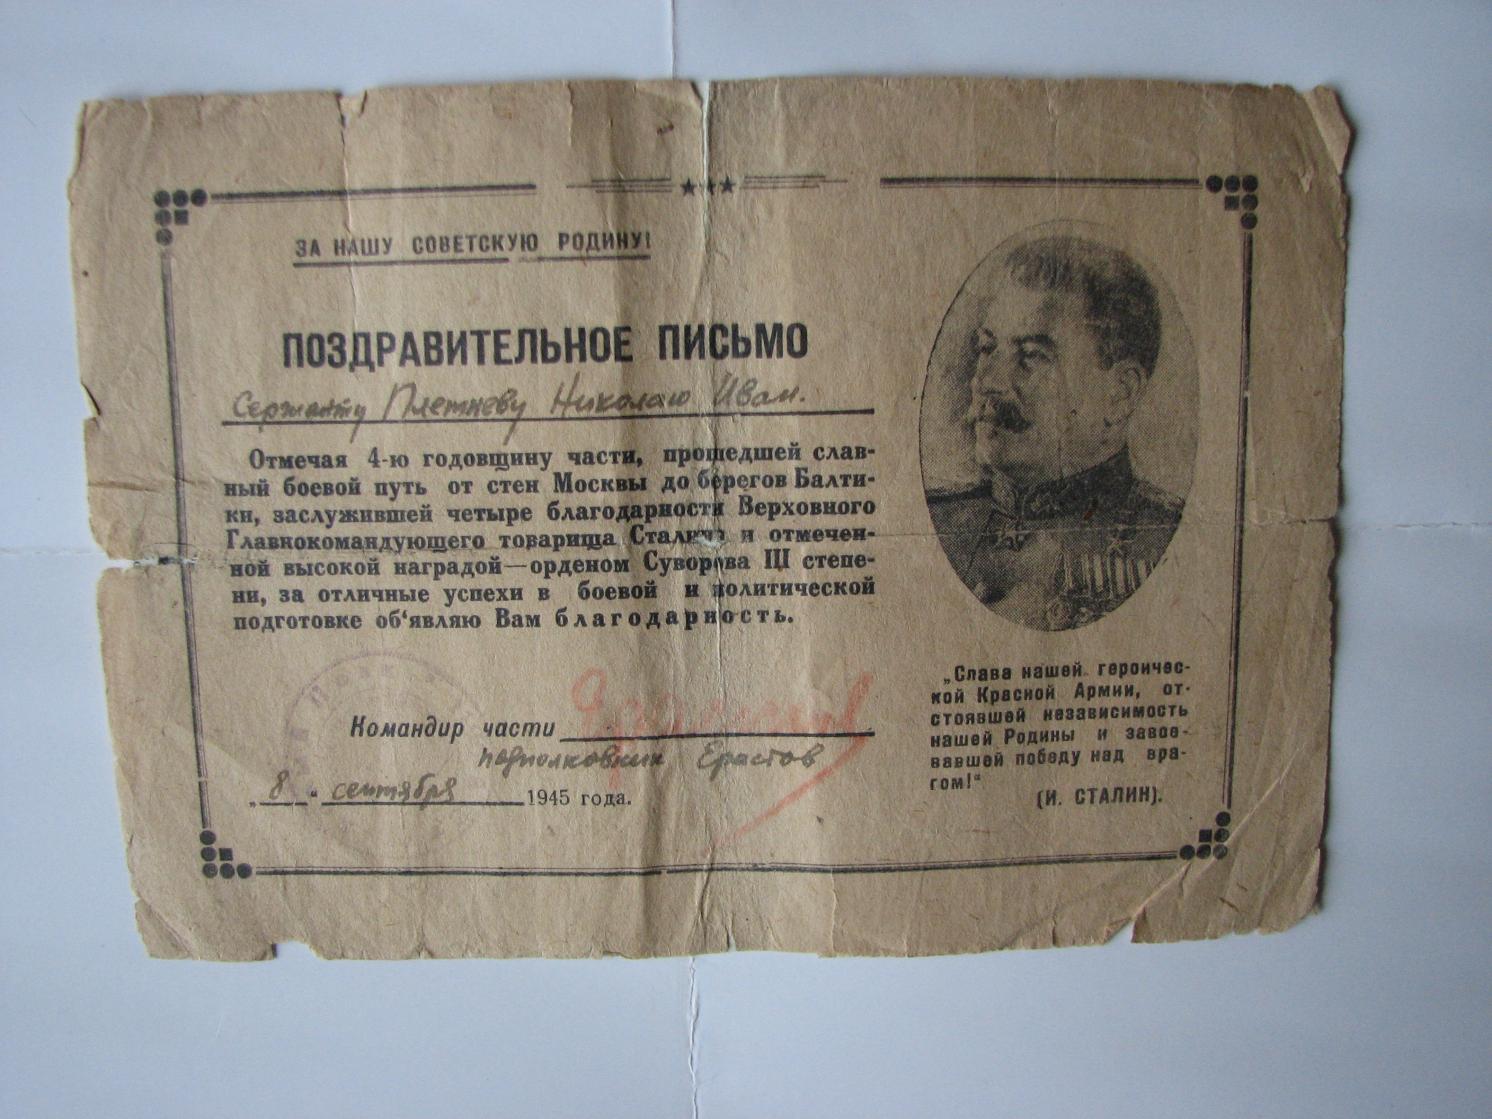 ЗА НАШУ СОВЕТСКУЮ РОДИНУ!
ПОЗДРАВИТЕЛЬНОЕ ПИСЬМО
Сержанту Плетневу Николаю Иван.
Отмечая 4-ю годовщину части, прошедшей слав-
ный боевой путь от стен Москвы до берегов Балти-
ки, заслужившей четыре благодарности Верховного
Главнокомандующего товарища Сталина и отмечен-
ной высокой наградой—орденом Суворова III степе-
ни, за отличные успехи в боевой и политической
подготовке об‘являю Вам благодарность.
Командир части
подполковник Ерастов
„8“ сентября 1945 года.
„Слава нашей героичес-
кой Красной Армии, от-
стоявшей независимость
нашей Родины и завое-
вавшей победу над вра-
гом!“
(И. СТАЛИН).